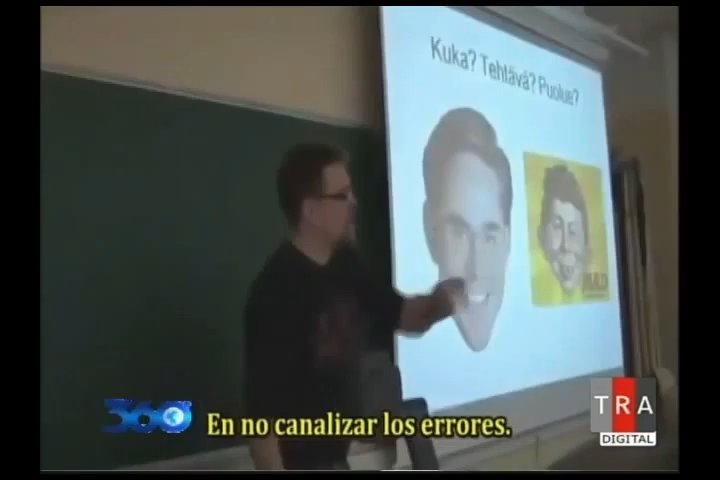 Kuka? Tehtävä? Puolue?
MAD
360°
En no canalizar los errores.
TRA
DIGITAL